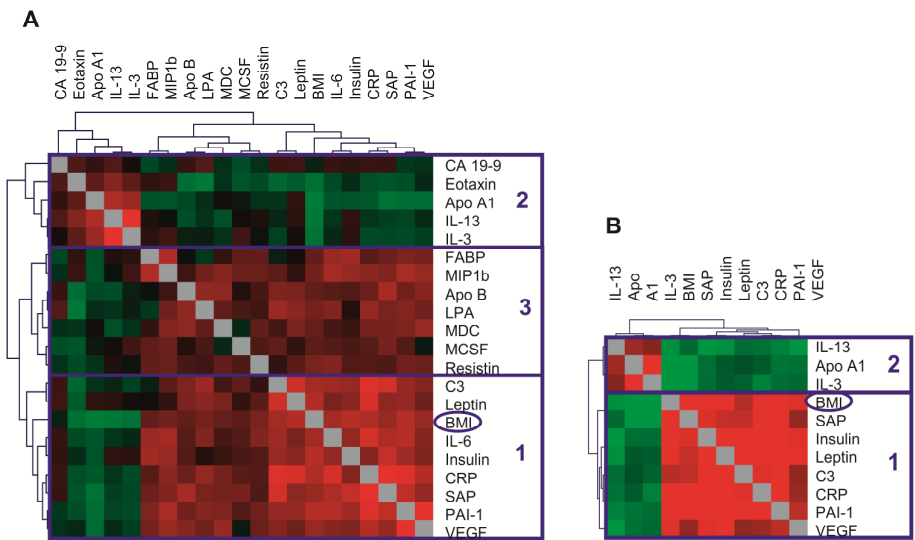 A
CA 19-9
Eotaxin
Apo A1
IL-13
IL-3
FABP
MIP1b
Apo B
LPA
MDC
MCSF
Resistin
C3
Leptin
BMI
IL-6
Insulin
CRP
SAP
PAI-1
VEGF
CA 19-9
Eotaxin
Apo A1
IL-13
IL-3
2
FABP
MIP1b
Apo B
LPA
MDC
MCSF
Resistin
3
C3
Leptin
BMI
IL-6
Insulin
CRP
SAP
PAI-1
VEGF
1
B
IL-13
Apo
A1
IL-3
BMI
SAP
Insulin
Leptin
C3
CRP
PAI-1
VEGF
IL-13
Apo A1
IL-3
2
BMI
SAP
Insulin
Leptin
C3
CRP
PAI-1
VEGF
1